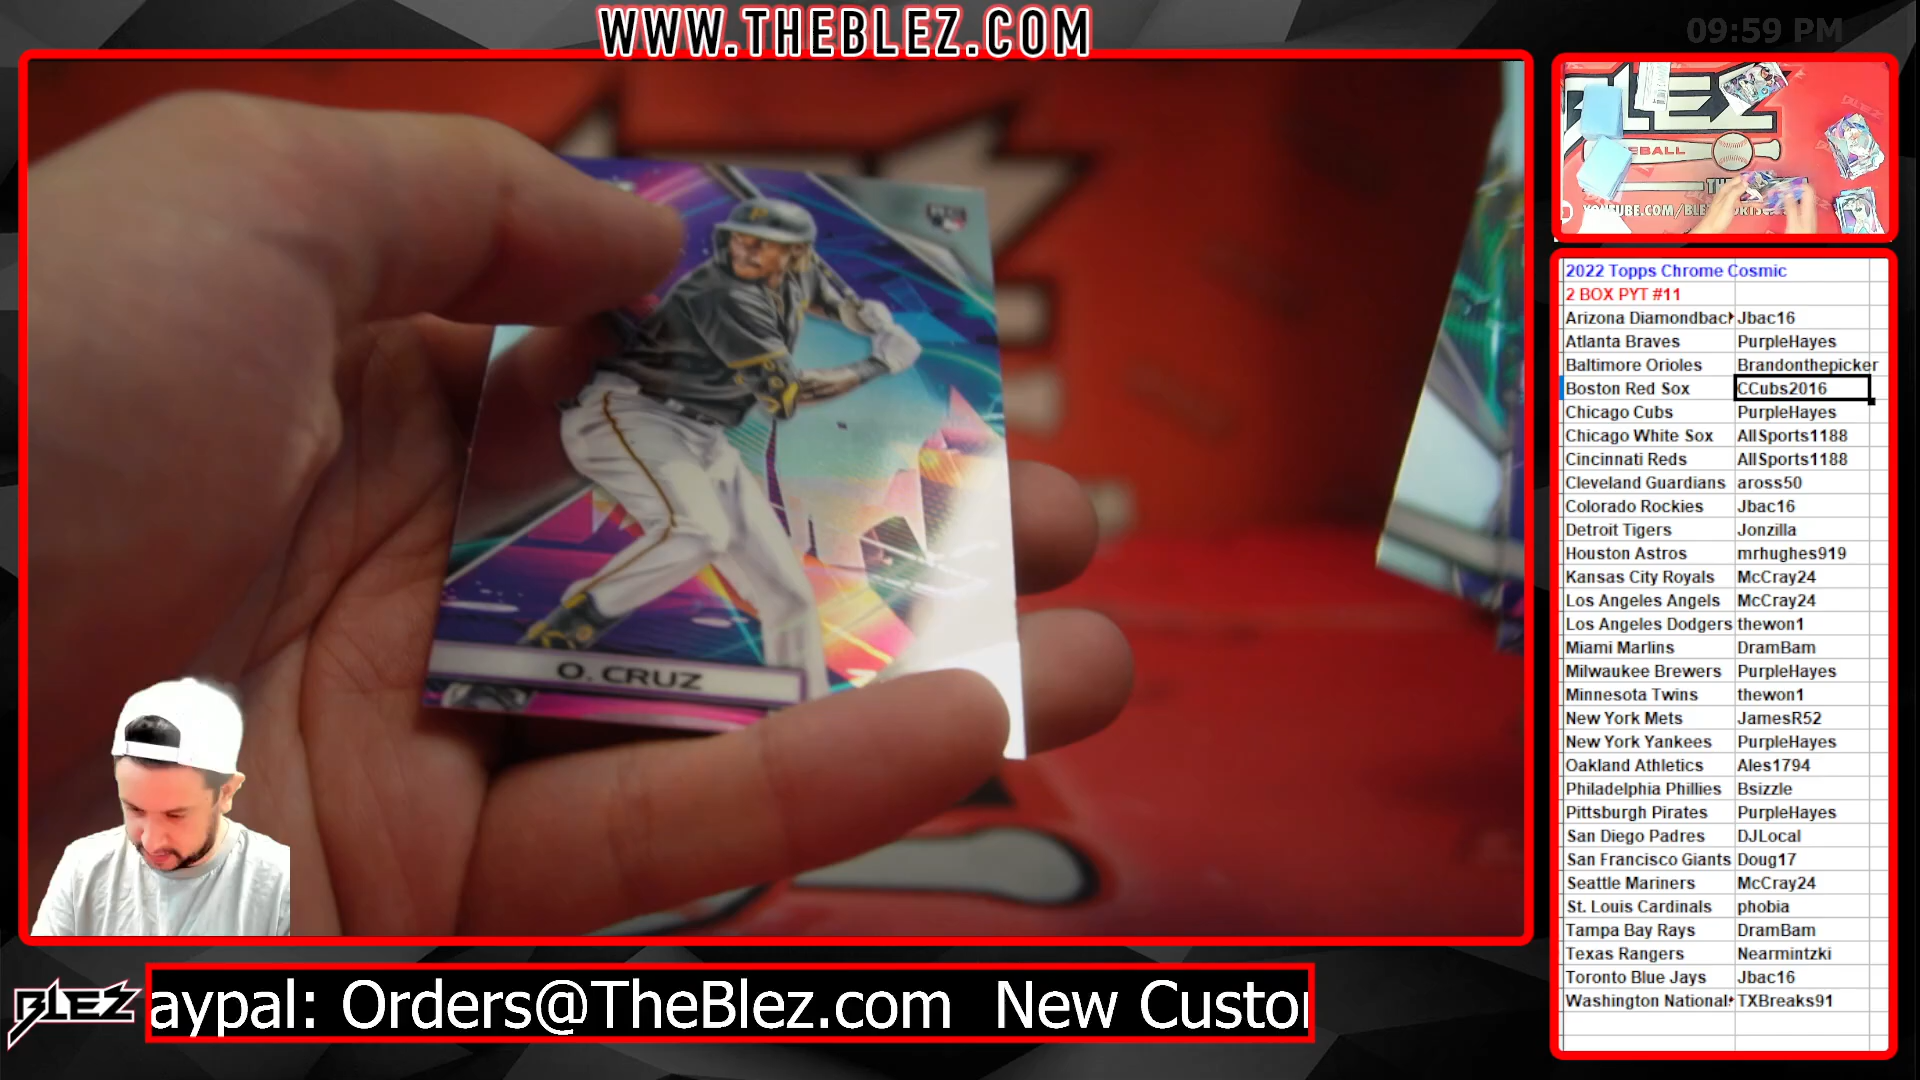 WWW.THEBLEZ.COM
09:59 PM
O. CRUZ
P
RC
2022 Topps Chrome Cosmic
2 BOX PYT #11
Arizona Diamondbac Jbac16
Atlanta Braves PurpleHayes
Baltimore Orioles Brandonthepicker
Boston Red Sox CCubs2016
Chicago Cubs PurpleHayes
Chicago White Sox AllSports1188
Cincinnati Reds AllSports1188
Cleveland Guardians aross50
Colorado Rockies Jbac16
Detroit Tigers Jonzilla
Houston Astros mrhughes919
Kansas City Royals McCray24
Los Angeles Angels McCray24
Los Angeles Dodgers thewon1
Miami Marlins DramBam
Milwaukee Brewers PurpleHayes
Minnesota Twins thewon1
New York Mets JamesR52
New York Yankees PurpleHayes
Oakland Athletics Ales1794
Philadelphia Phillies Bsizzle
Pittsburgh Pirates PurpleHayes
San Diego Padres DJLocal
San Francisco Giants Doug17
Seattle Mariners McCray24
St. Louis Cardinals phobia
Tampa Bay Rays DramBam
Texas Rangers Nearmintzki
Toronto Blue Jays Jbac16
Washington National TXBreaks91
BLEZ
aypal: Orders@TheBlez.com New Custo